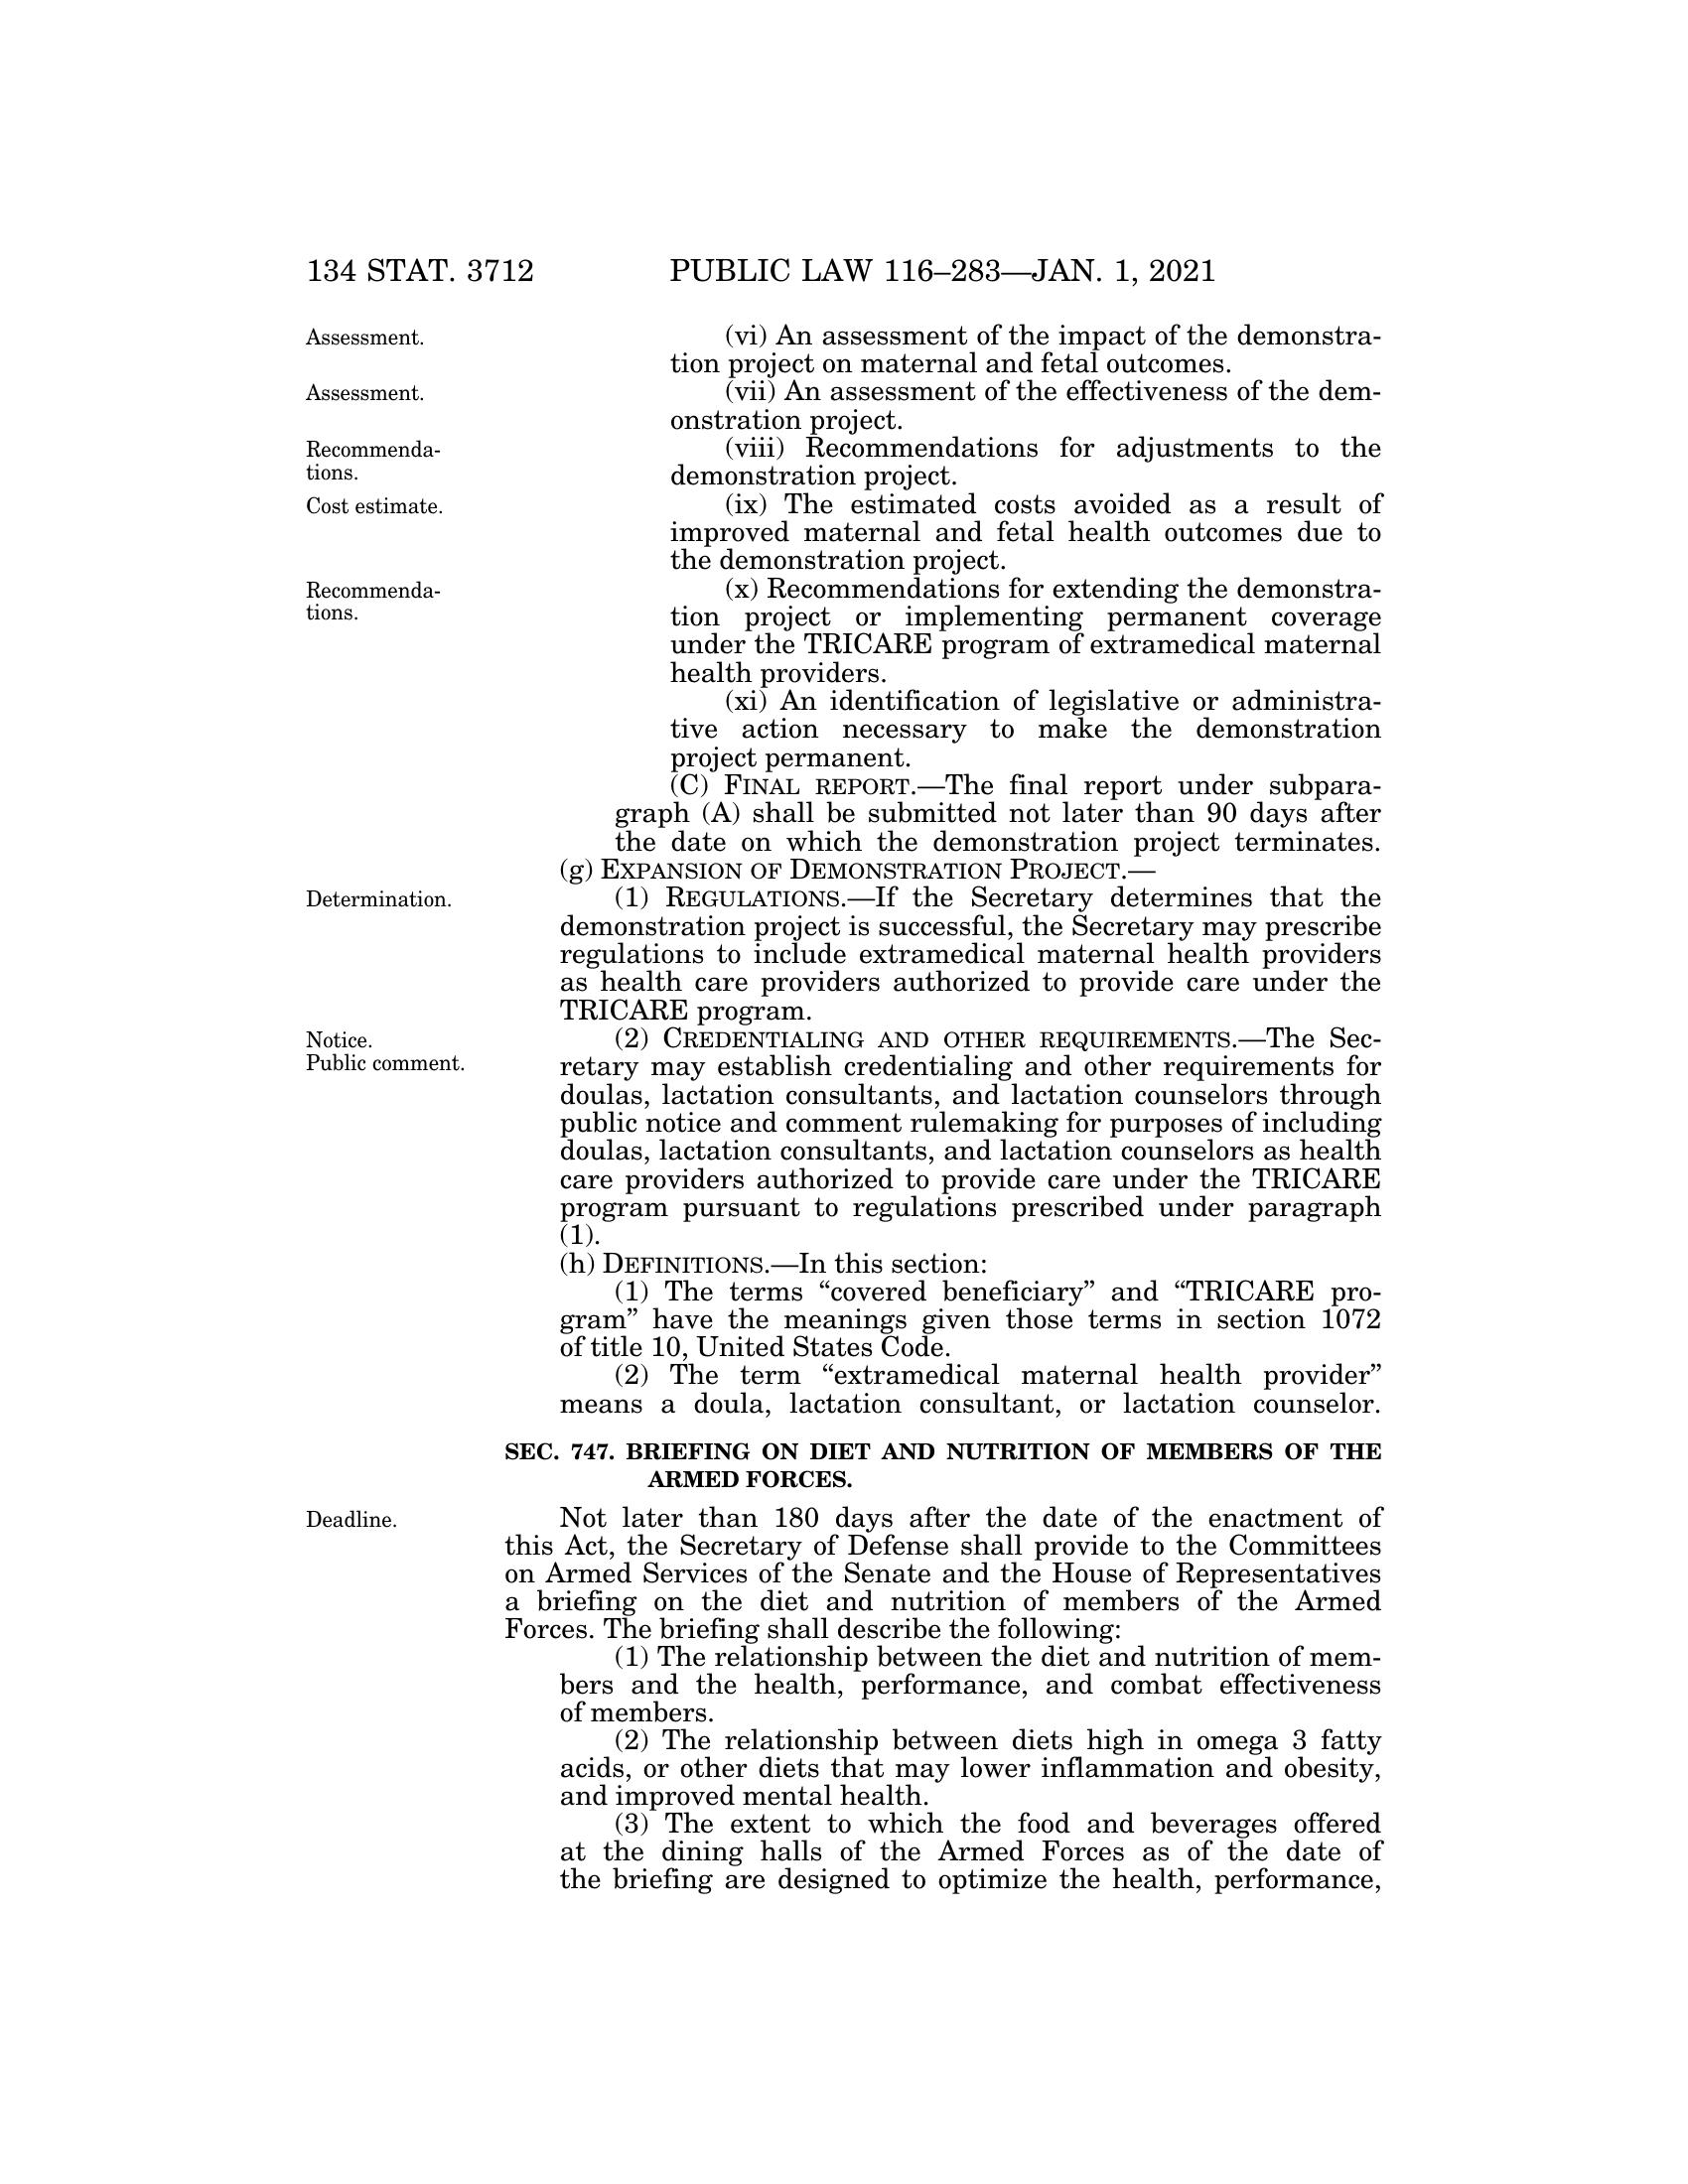 134 STAT. 3712 PUBLIC LAW 116–283—JAN. 1, 2021
Assessment.
(vi) An assessment of the impact of the demonstra-
tion project on maternal and fetal outcomes.
Assessment.
(vii) An assessment of the effectiveness of the dem-
onstration project.
Recommenda-
tions.
(viii) Recommendations for adjustments to the
demonstration project.
Cost estimate.
(ix) The estimated costs avoided as a result of
improved maternal and fetal health outcomes due to
the demonstration project.
Recommenda-
tions.
(x) Recommendations for extending the demonstra-
tion project or implementing permanent coverage
under the TRICARE program of extramedical maternal
health providers.
(xi) An identification of legislative or administra-
tive action necessary to make the demonstration
project permanent.
(C) FINAL REPORT.—The final report under subpara-
graph (A) shall be submitted not later than 90 days after
the date on which the demonstration project terminates.
(g) EXPANSION OF DEMONSTRATION PROJECT.—
Determination.
(1) REGULATIONS.—If the Secretary determines that the
demonstration project is successful, the Secretary may prescribe
regulations to include extramedical maternal health providers
as health care providers authorized to provide care under the
TRICARE program.
Notice.
Public comment.
(2) CREDENTIALING AND OTHER REQUIREMENTS.—The Sec-
retary may establish credentialing and other requirements for
doulas, lactation consultants, and lactation counselors through
public notice and comment rulemaking for purposes of including
doulas, lactation consultants, and lactation counselors as health
care providers authorized to provide care under the TRICARE
program pursuant to regulations prescribed under paragraph
(1).
(h) DEFINITIONS.—In this section:
(1) The terms “covered beneficiary” and “TRICARE pro-
gram” have the meanings given those terms in section 1072
of title 10, United States Code.
(2) The term “extramedical maternal health provider”
means a doula, lactation consultant, or lactation counselor.
SEC. 747. BRIEFING ON DIET AND NUTRITION OF MEMBERS OF THE
ARMED FORCES.
Deadline.
Not later than 180 days after the date of the enactment of
this Act, the Secretary of Defense shall provide to the Committees
on Armed Services of the Senate and the House of Representatives
a briefing on the diet and nutrition of members of the Armed
Forces. The briefing shall describe the following:
(1) The relationship between the diet and nutrition of mem-
bers and the health, performance, and combat effectiveness
of members.
(2) The relationship between diets high in omega 3 fatty
acids, or other diets that may lower inflammation and obesity,
and improved mental health.
(3) The extent to which the food and beverages offered
at the dining halls of the Armed Forces as of the date of
the briefing are designed to optimize the health, performance,